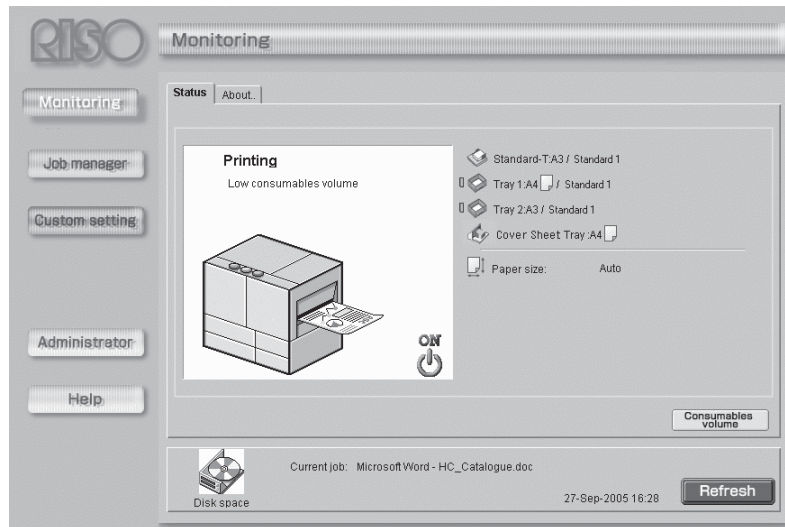 RISO
Monitoring
Monitoring
Job manager
Custom setting
Administrator
Help
Status
About..
Printing
Low consumables volume
ON
Standard-T:A3 / Standard 1
Tray 1:A4 / Standard 1
Tray 2:A3 / Standard 1
Cover Sheet Tray :A4
Paper size: Auto
Consumables
volume
Disk space
Current job: Microsoft Word - HC_Catalogue.doc
27-Sep-2005 16:28
Refresh